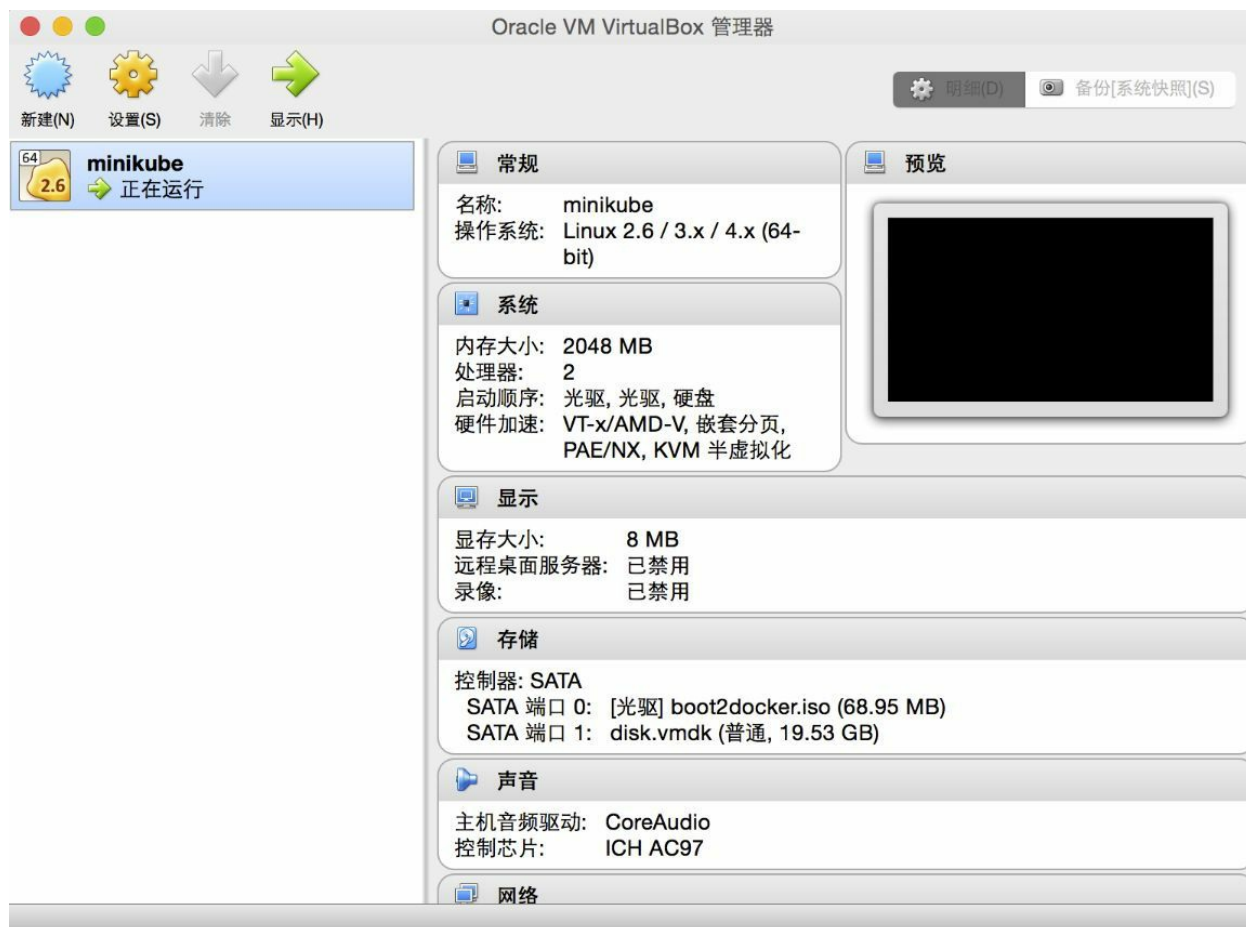 Oracle VM VirtualBox 管理器
新建(N) 设置(S) 清除 显示(H)
明细(D) 备份[系统快照](S)
64
2.6
minikube
正在运行
常规
名称: minikube
操作系统: Linux 2.6 / 3.x / 4.x (64-
bit)
预览
系统
内存大小: 2048 MB
处理器: 2
启动顺序: 光驱, 光驱, 硬盘
硬件加速: VT-x/AMD-V, 嵌套分页,
PAE/NX, KVM 半虚拟化
显示
显存大小: 8 MB
远程桌面服务器: 已禁用
录像: 已禁用
存储
控制器: SATA
SATA 端口 0: [光驱] boot2docker.iso (68.95 MB)
SATA 端口 1: disk.vmdk (普通, 19.53 GB)
声音
主机音频驱动: CoreAudio
控制芯片: ICH AC97
网络